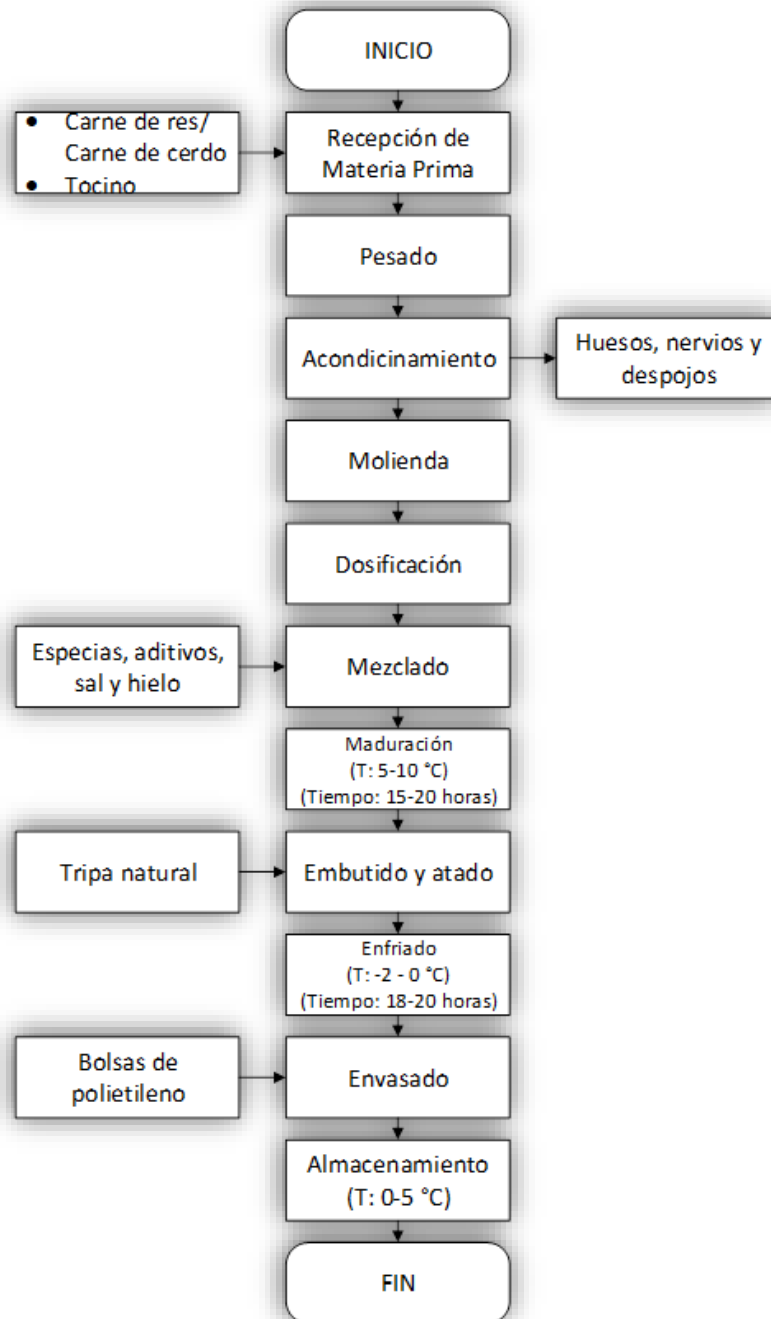 INICIO
• Carne de res/
Carne de cerdo
• Tocino
Recepción de
Materia Prima
Pesado
Acondicinamiento
Huesos, nervios y
despojos
Molienda
Dosificación
Especias, aditivos,
sal y hielo
Mezclado
Maduración
(T: 5-10 °C)
(Tiempo: 15-20 horas)
Tripa natural
Embutido y atado
Enfriado
(T: -2 - 0 °C)
(Tiempo: 18-20 horas)
Bolsas de
polietileno
Envasado
Almacenamiento
(T: 0-5 °C)
FIN